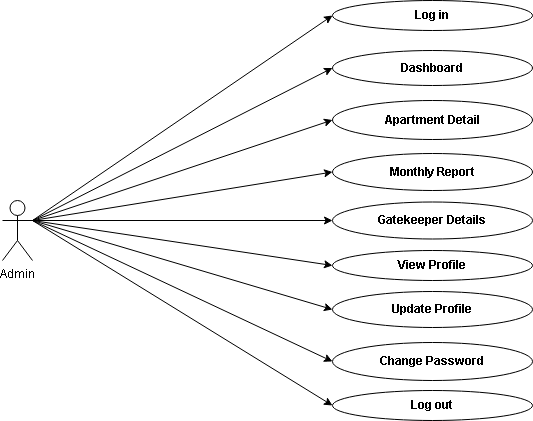 Log in
Dashboard
Apartment Detail
Monthly Report
Gatekeeper Details
View Profile
Update Profile
Change Password
Log out
Admin